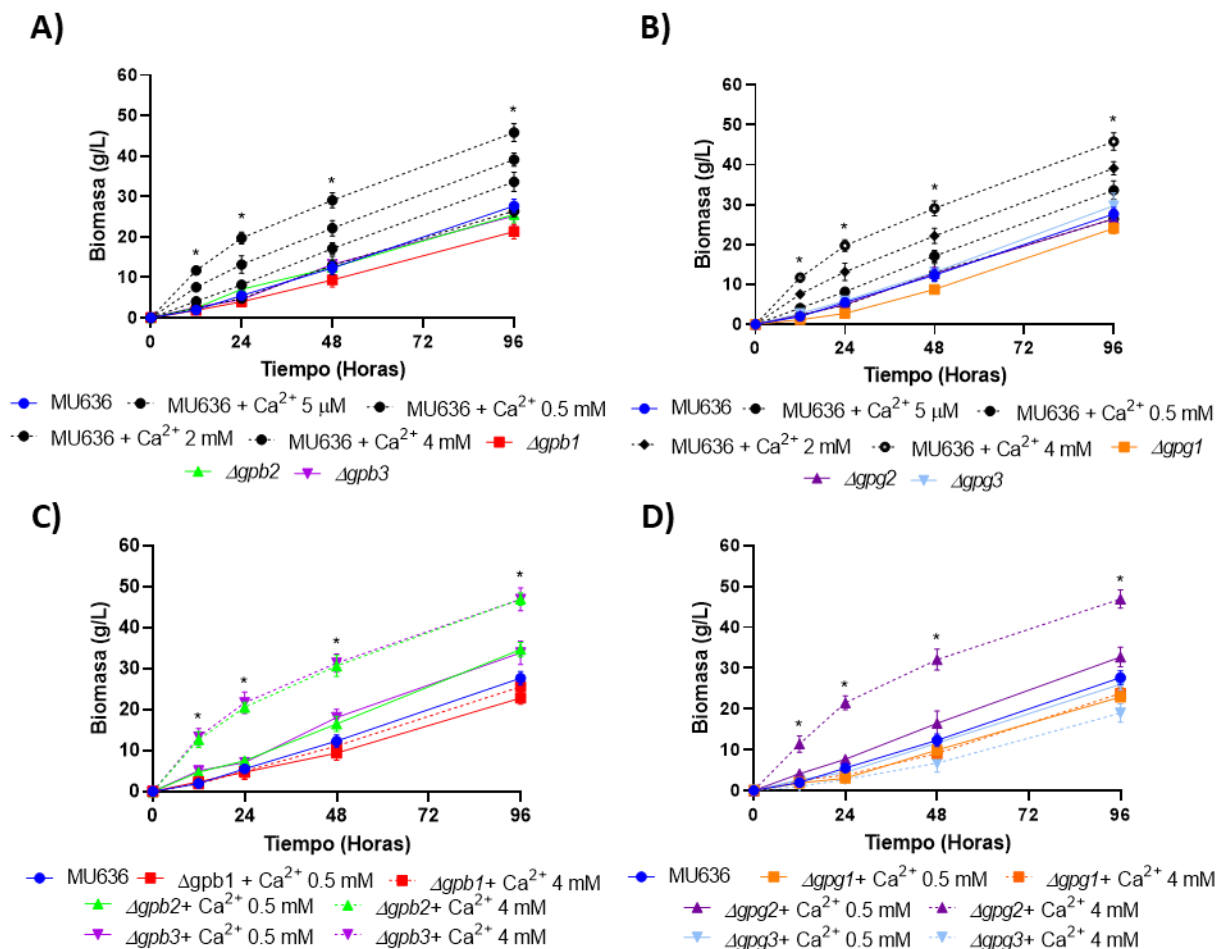 A)
60
50
40
30
20
10
0
Biomasa (g/L)
*
*
*
*
0 24 48 72 96
Tiempo (Horas)
MU636 MU636 + Ca²⁺ 5 μM MU636 + Ca²⁺ 0.5 mM
MU636 + Ca²⁺ 2 mM MU636 + Ca²⁺ 4 mM Δgpb1
Δgpb2 Δgpb3
B)
60
50
40
30
20
10
0
Biomasa (g/L)
*
*
*
*
0 24 48 72 96
Tiempo (Horas)
MU636 MU636 + Ca²⁺ 5 μM MU636 + Ca²⁺ 0.5 mM
MU636 + Ca²⁺ 2 mM MU636 + Ca²⁺ 4 mM Δgpg1
Δgpg2 Δgpg3
C)
60
50
40
30
20
10
0
Biomasa (g/L)
*
*
*
*
0 24 48 72 96
Tiempo (Horas)
MU636 Δgpb1 + Ca²⁺ 0.5 mM Δgpb1+ Ca²⁺ 4 mM
Δgpb2+ Ca²⁺ 0.5 mM Δgpb2+ Ca²⁺ 4 mM
Δgpb3+ Ca²⁺ 0.5 mM Δgpb3+ Ca²⁺ 4 mM
D)
60
50
40
30
20
10
0
Biomasa (g/L)
*
*
*
*
0 24 48 72 96
Tiempo (Horas)
MU636 Δgpg1+ Ca²⁺ 0.5 mM Δgpg1+ Ca²⁺ 4 mM
Δgpg2+ Ca²⁺ 0.5 mM Δgpg2+ Ca²⁺ 4 mM
Δgpg3+ Ca²⁺ 0.5 mM Δgpg3+ Ca²⁺ 4 mM